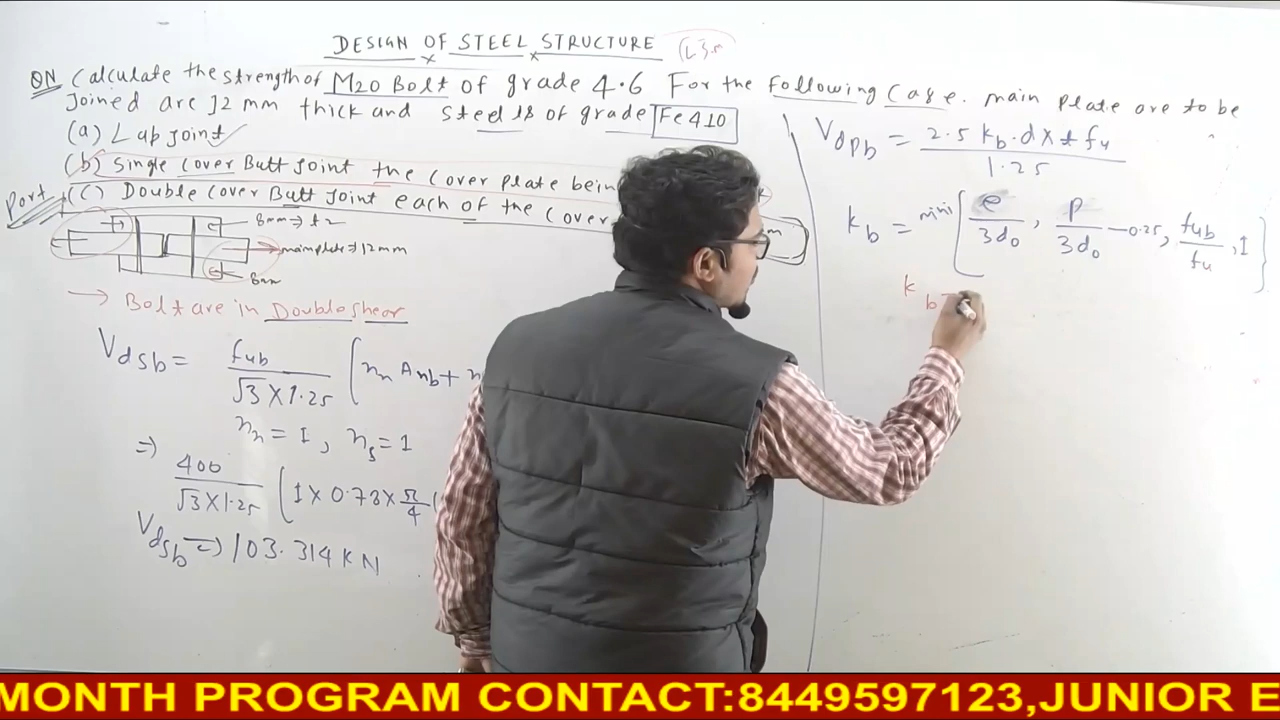 DESIGN OF STEEL STRUCTURE
QN Calculate the strength of M20 Bolt of grade 4.6 For the Following Case. main plate are to be
Joined are 12 mm thick and steel is of grade Fe410
(a) Lap joint
(b) Single cover Butt joint the cover plate bein
(C) Double cover Butt joint each of the cover
Part
8mm → t2
main plate → 12mm
8mm
→ Bolt are in Double shear
Vdsb = fub / √3 X 1.25 [ nn Anb +
nn = 1, ns = 1
⇒ 400 / √3 X 1.25 [ 1 X 0.78 X π/4 (
Vdsb ⇒ 103.314 KN
Vdpb = 2.5 kb . d X t fu / 1.25
kb = mini [ e / 3do , p / 3do - 0.25, fub / fu , 1 ]
kb =
MONTH PROGRAM CONTACT:8449597123,JUNIOR E